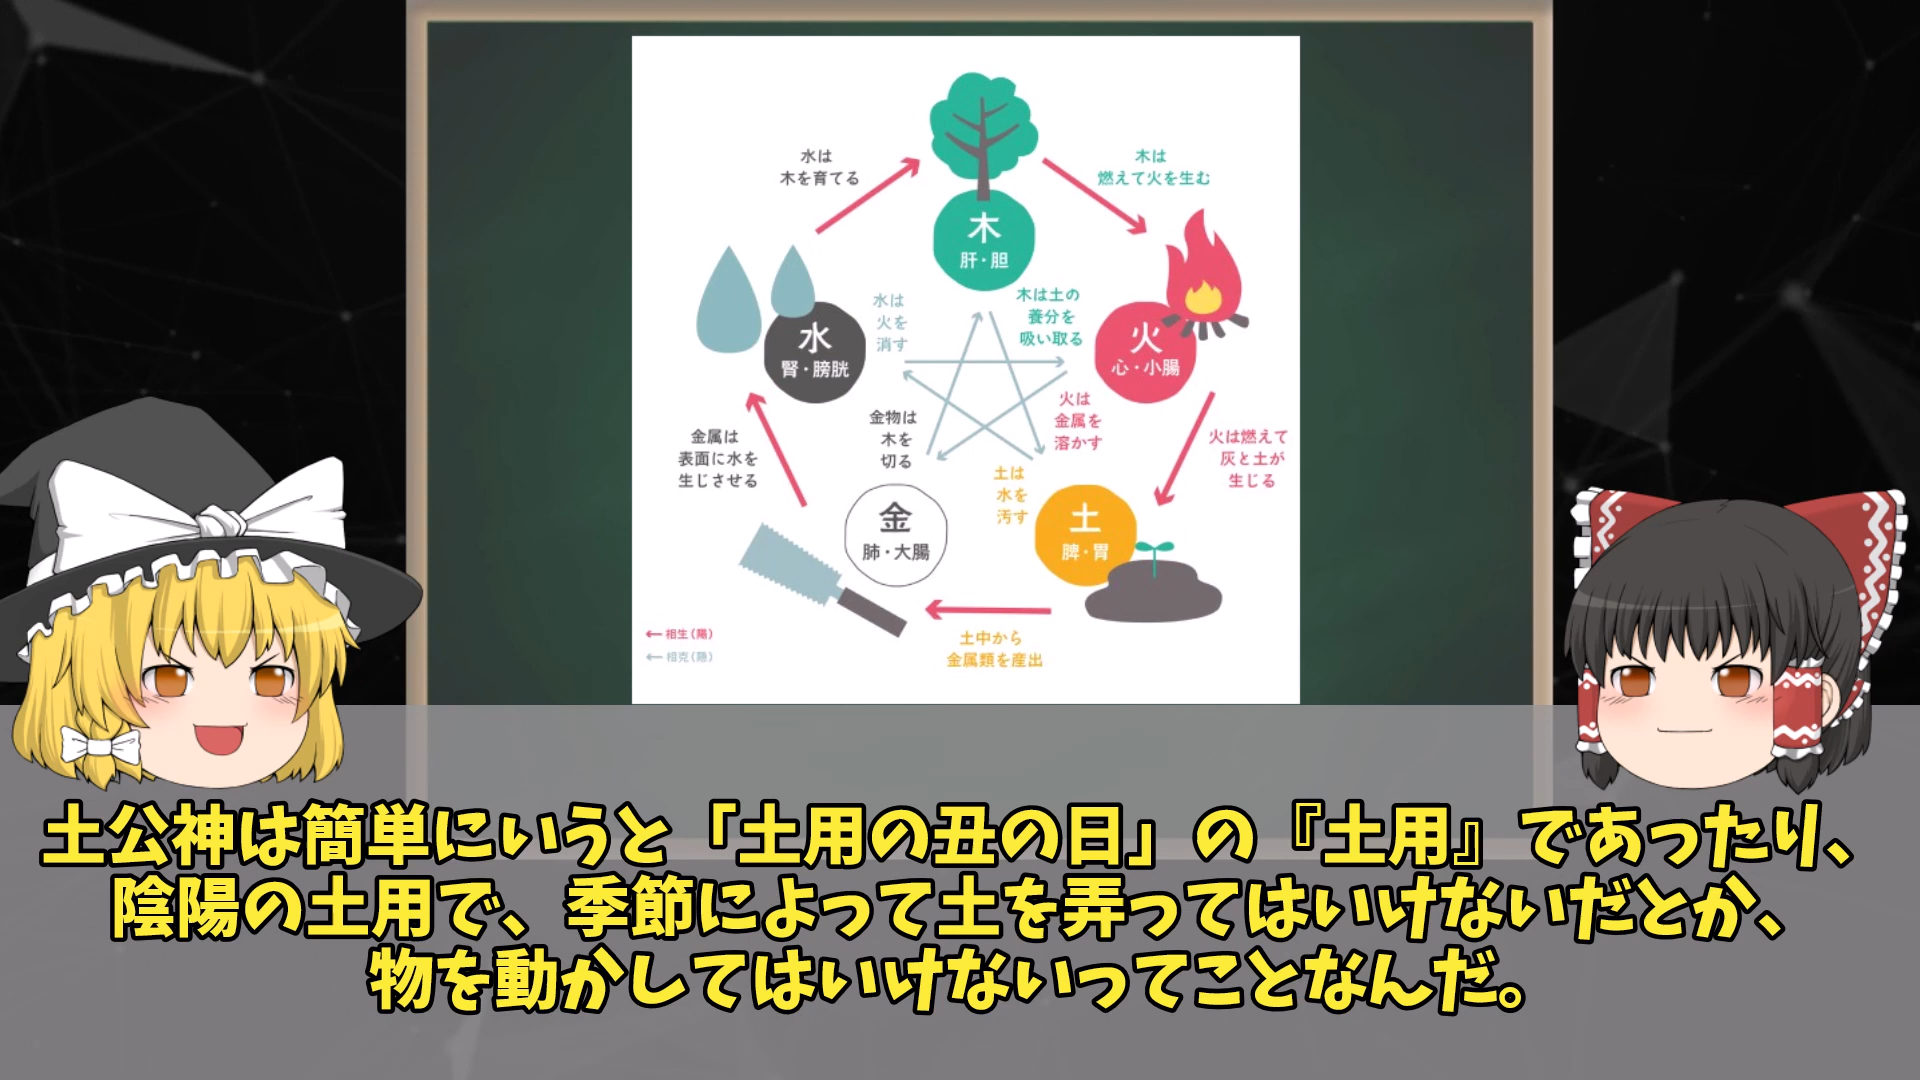 水は
木を育てる
木は
燃えて火を生む
木
肝・胆
水は
火を
消す
木は土の
養分を
吸い取る
水
腎・膀胱
火
心・小腸
金属は
表面に水を
生じさせる
金物は
木を
切る
火は
金属を
溶かす
火は燃えて
灰と土が
生じる
土は
水を
汚す
金
肺・大腸
土
脾・胃
←相生(陽)
←相克(陰)
土中から
金属類を産出
土公神は簡単にいうと「土用の丑の日」の『土用』であったり、
陰陽の土用で、季節によって土を弄ってはいけないだとか、
物を動かしてはいけないってことなんだ。